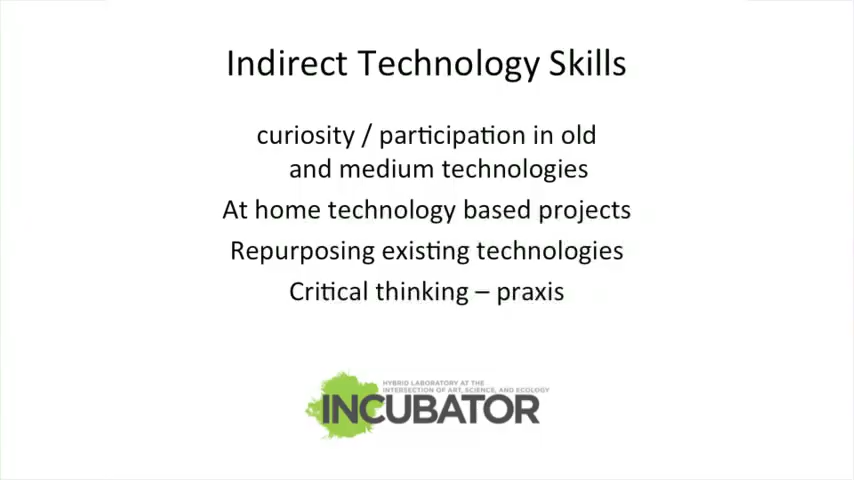 Indirect Technology Skills
curiosity / participation in old
and medium technologies
At home technology based projects
Repurposing existing technologies
Critical thinking – praxis
HYBRID LABORATORY AT THE
INTERSECTION OF ART, SCIENCE, AND ECOLOGY
INCUBATOR